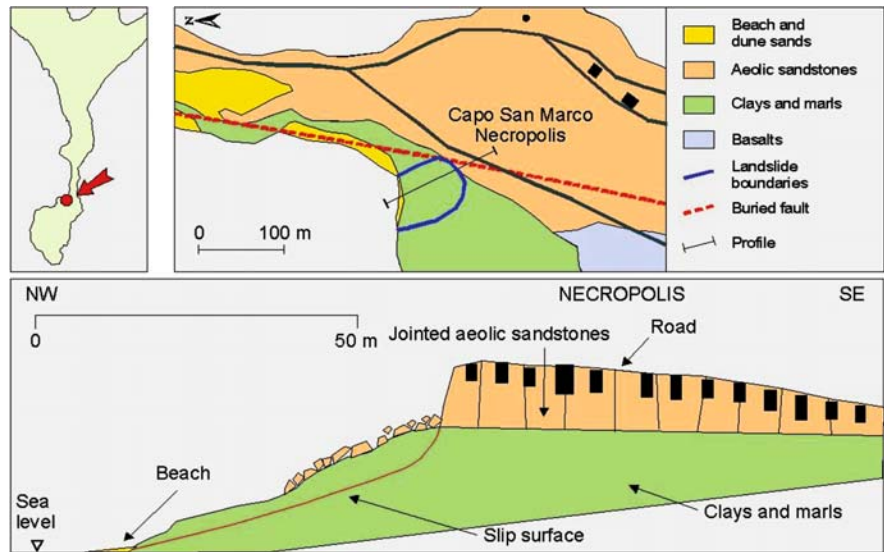 N
Capo San Marco
Necropolis
0
100 m
Beach and
dune sands
Aeolic sandstones
Clays and marls
Basalts
Landslide
boundaries
Buried fault
Profile
NW
NECROPOLIS
SE
0
50 m
Jointed aeolic sandstones
Road
Beach
Sea
level
Slip surface
Clays and marls